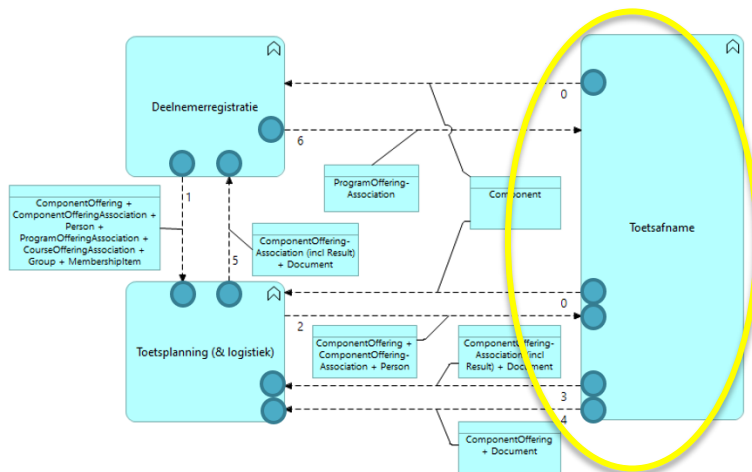 Deelnemerregistratie
0
6
1
ProgramOffering-
Association
Component
ComponentOffering +
ComponentOfferingAssociation +
Person +
ProgramOfferingAssociation +
CourseOfferingAssociation +
Group + MembershipItem
ComponentOffering-
Association (incl Result)
+ Document
5
Toetsafname
0
2
Toetsplanning (& logistiek)
ComponentOffering +
ComponentOffering-
Association + Person
ComponentOffering-
Association (incl
Result) + Document
3
4
ComponentOffering
+ Document